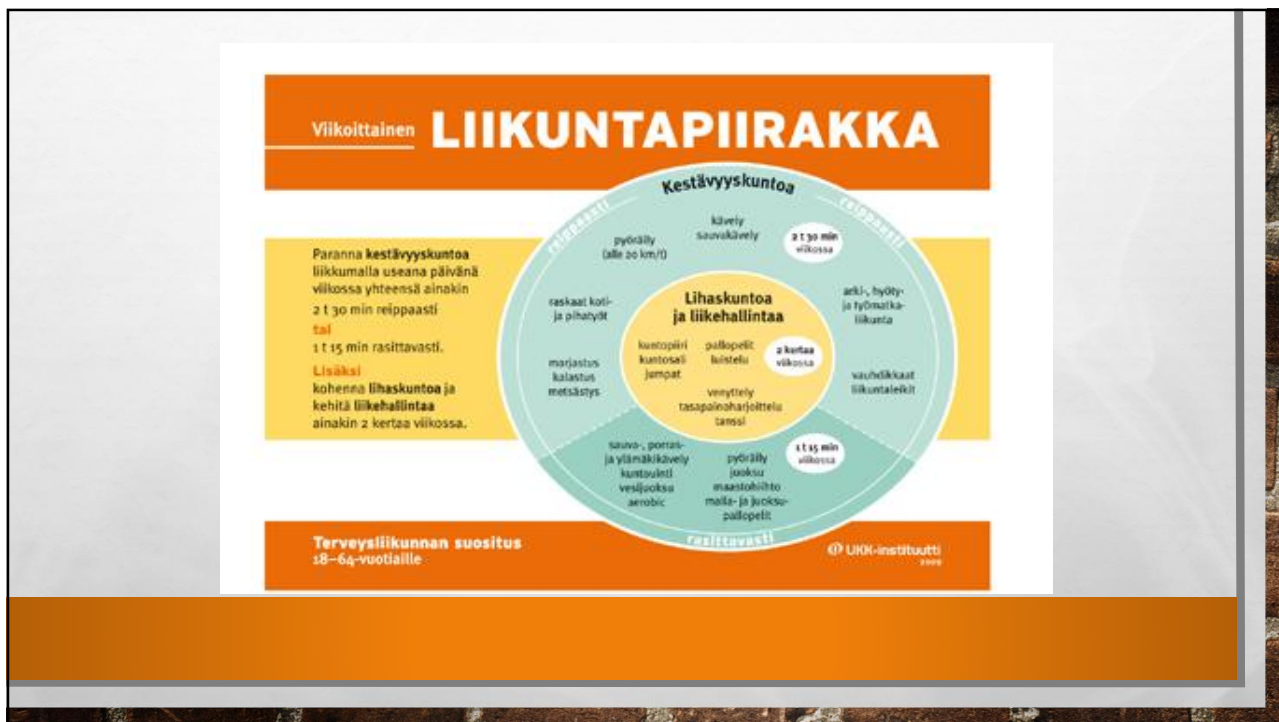 Viikoittainen LIIKUNTAPIIRAKKA
Paranna kestävyyskuntoa
liikkumalla useana päivänä
viikossa yhteensä ainakin
2 t 30 min reippaasti
tai
1 t 15 min rasittavasti.
Lisäksi
kohenna lihaskuntoa ja
kehitä liikehallintaa
ainakin 2 kertaa viikossa.
Kestävyyskuntoa
reippaasti
reippaasti
kävely
sauvakävely
2 t 30 min
viikossa
pyöräily
(alle 20 km/t)
raskaat koti-
ja pihatyöt
arki-, hyöty-
ja työmatka-
liikunta
marjastus
kalastus
metsästys
vauhdikkaat
liikuntaleikit
Lihaskuntoa
ja liikehallintaa
kuntopiiri
kuntosali
jumpat
pallopelit
luistelu
2 kertaa
viikossa
venyttely
tasapainoharjoittelu
tanssi
sauva-, porras-
ja ylämäkikävely
kuntouinti
vesijuoksu
aerobic
pyöräily
juoksu
maastohiihto
maila- ja juoksu-
pallopelit
1 t 15 min
viikossa
rasittavasti
Terveysliikunnan suositus
18–64-vuotiaille
UKK-instituutti
2009